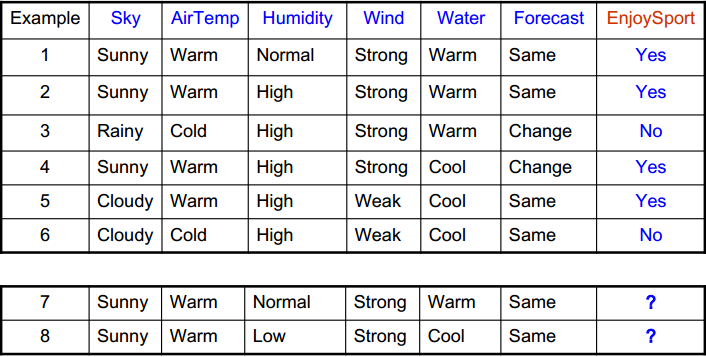 Example Sky AirTemp Humidity Wind Water Forecast EnjoySport
1 Sunny Warm Normal Strong Warm Same Yes
2 Sunny Warm High Strong Warm Same Yes
3 Rainy Cold High Strong Warm Change No
4 Sunny Warm High Strong Cool Change Yes
5 Cloudy Warm High Weak Cool Same Yes
6 Cloudy Cold High Weak Cool Same No
7 Sunny Warm Normal Strong Warm Same ?
8 Sunny Warm Low Strong Cool Same ?